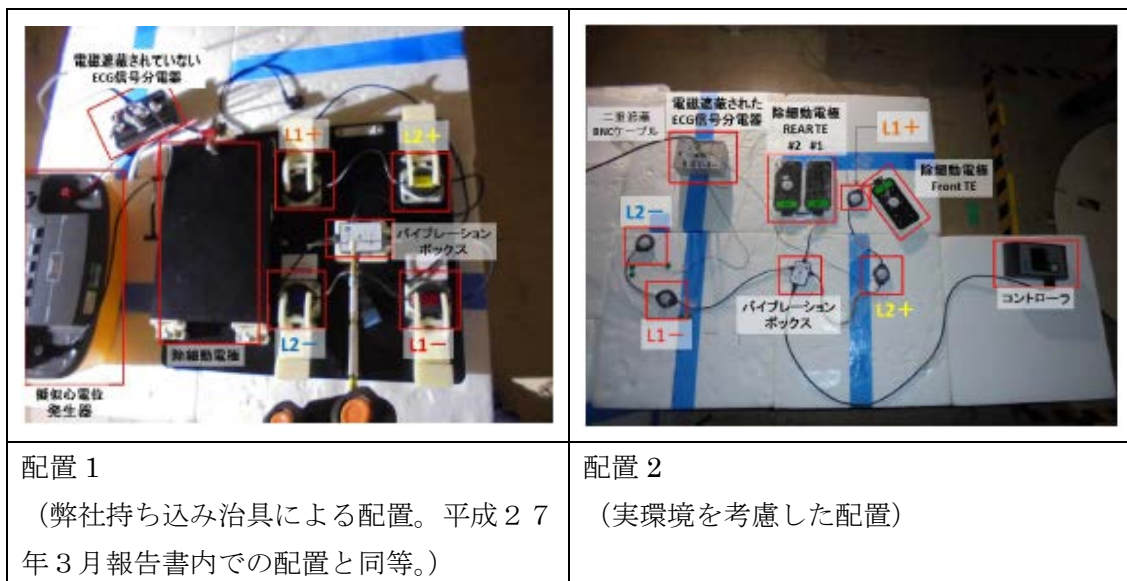 電磁遮蔽されていない
ECG信号分電器
L1+
L2+
バイブレーション
ボックス
L2-
L1-
除細動電極
擬似心電位
発生器
二重遮蔽
BNCケーブル
電磁遮蔽された
ECG信号分電器
除細動電極
REAR TE
#2 #1
L1+
除細動電極
Front TE
L2-
L1-
バイブレーション
ボックス
L2+
コントローラ
配置1
(弊社持ち込み治具による配置。平成27
年3月報告書内での配置と同等。)
配置2
(実環境を考慮した配置)